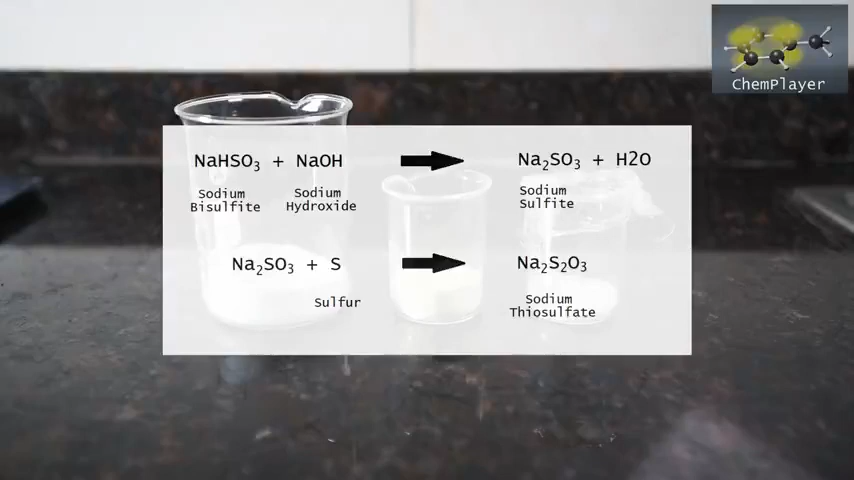 ChemPlayer
NaHSO₃ + NaOH Na₂SO₃ + H2O
Sodium Bisulfite Sodium Hydroxide Sodium Sulfite
Na₂SO₃ + S Na₂S₂O₃
Sulfur Sodium Thiosulfate